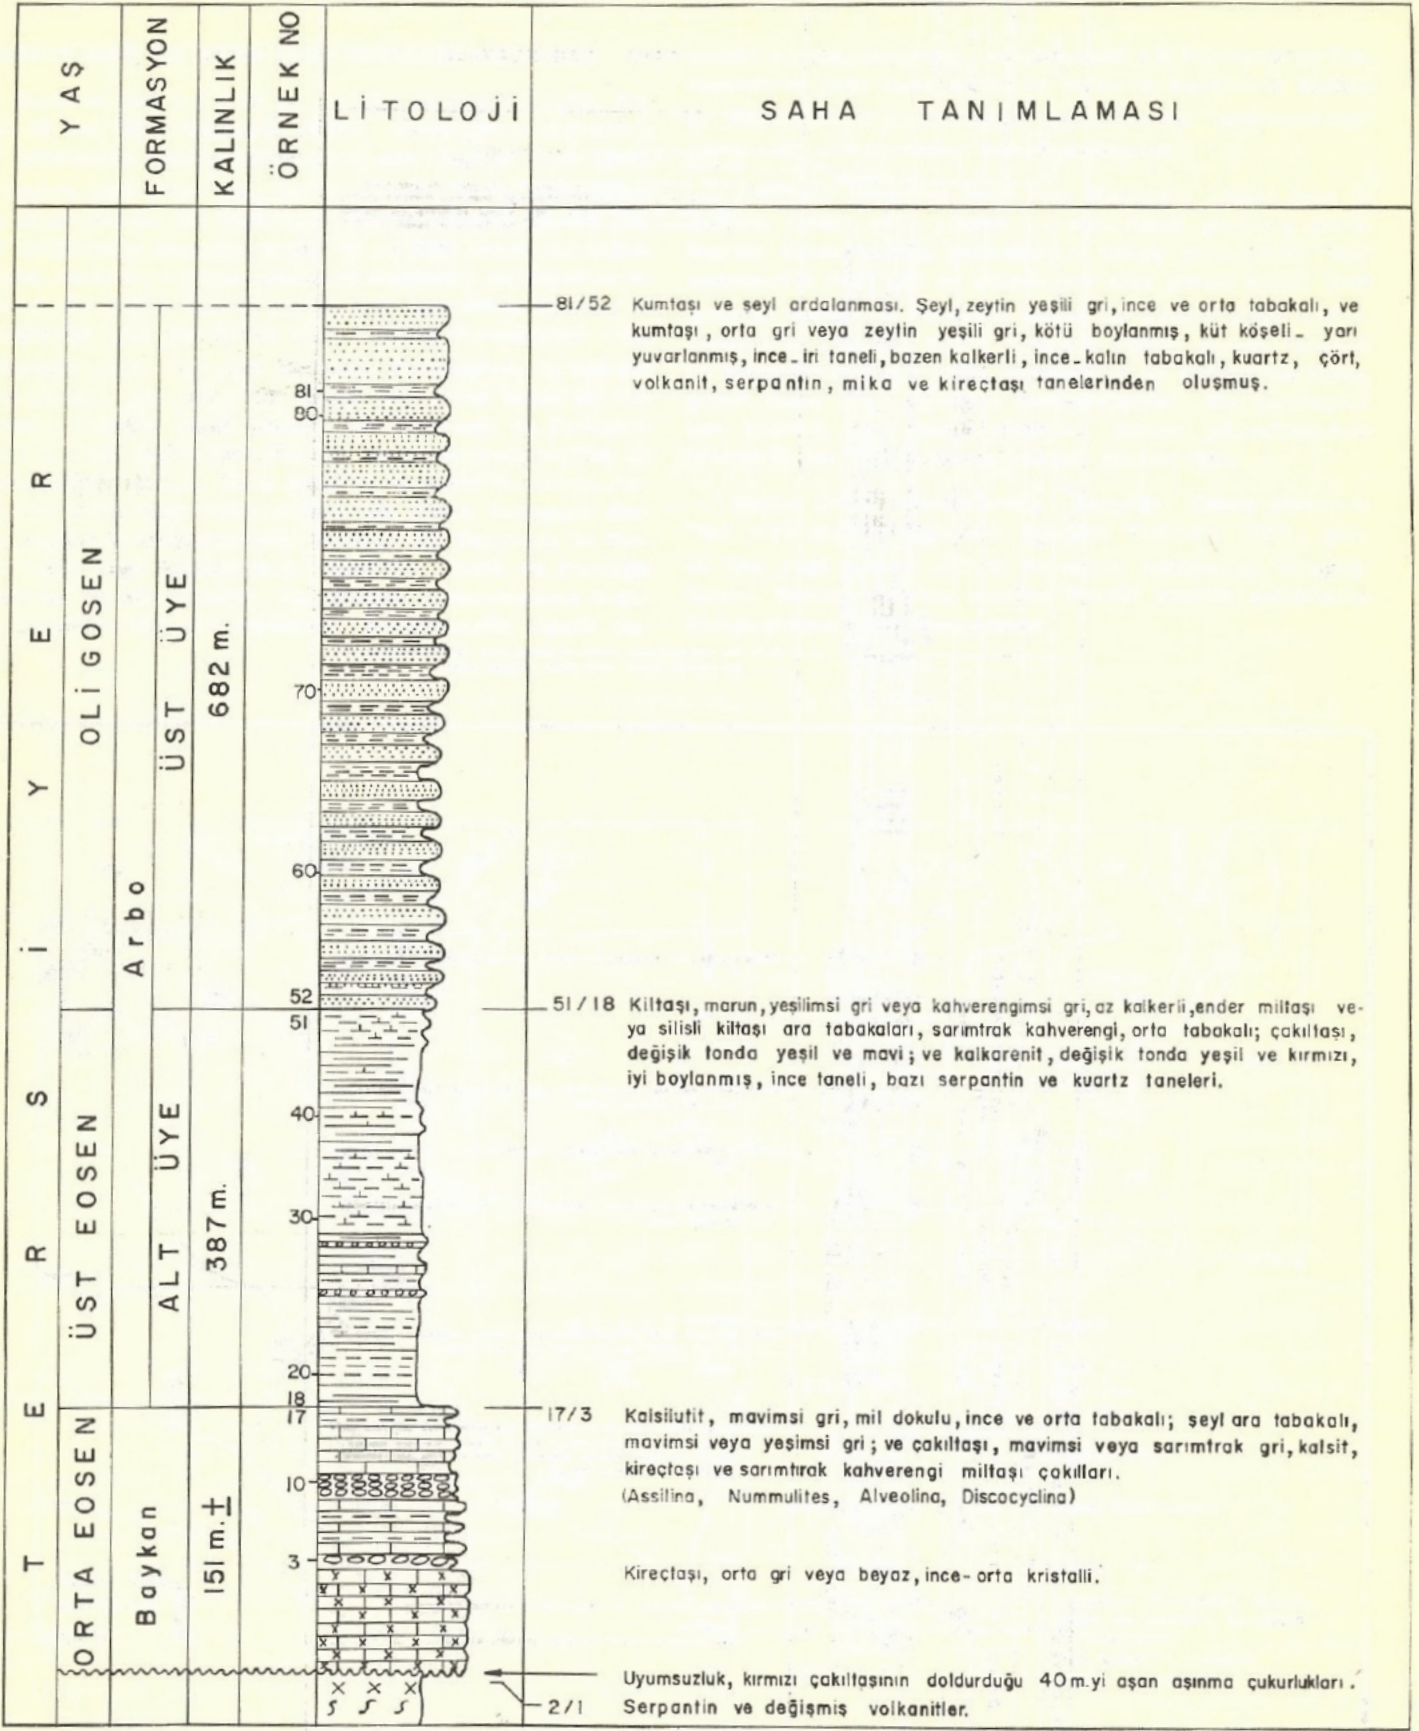 YAŞ
FORMASYON
KALINLIK
ÖRNEK NO
LİTOLOJİ
SAHA TANIMLAMASI
TERSİYER
OLİGOSEN
ÜST EOSEN
ORTA EOSEN
Arbo
Baykan
ÜST ÜYE
ALT ÜYE
682 m.
387 m.
151 m.±
81
80
70
60
52
51
40
30
20
18
17
10
3
81/52 Kumtaşı ve şeyl ardalanması. Şeyl, zeytin yeşili gri, ince ve orta tabakalı, ve
kumtaşı, orta gri veya zeytin yeşili gri, kötü boylanmış, küt köşeli- yarı
yuvarlanmış, ince-iri taneli, bazen kalkerli, ince-kalın tabakalı, kuartz, çört,
volkanit, serpantin, mika ve kireçtaşı tanelerinden oluşmuş.
51/18 Kiltaşı, marun, yeşilimsi gri veya kahverengimsi gri, az kalkerli, ender miltaşı ve-
ya silisli kiltaşı ara tabakaları, sarımtrak kahverengi, orta tabakalı; çakıltaşı,
değişik tonda yeşil ve mavi; ve kalkarenit, değişik tonda yeşil ve kırmızı,
iyi boylanmış, ince taneli, bazı serpantin ve kuartz taneleri.
17/3 Kalsilutit, mavimsi gri, mil dokulu, ince ve orta tabakalı; şeyl ara tabakalı,
mavimsi veya yeşimsi gri; ve çakıltaşı, mavimsi veya sarımtrak gri, kalsit,
kireçtaşı ve sarımtırak kahverengi miltaşı çakılları.
(Assilina, Nummulites, Alveolina, Discocyclina)
Kireçtaşı, orta gri veya beyaz, ince-orta kristalli.
Uyumsuzluk, kırmızı çakıltaşının doldurduğu 40 m.yi aşan aşınma çukurlukları.
2/1 Serpantin ve değişmiş volkanitler.